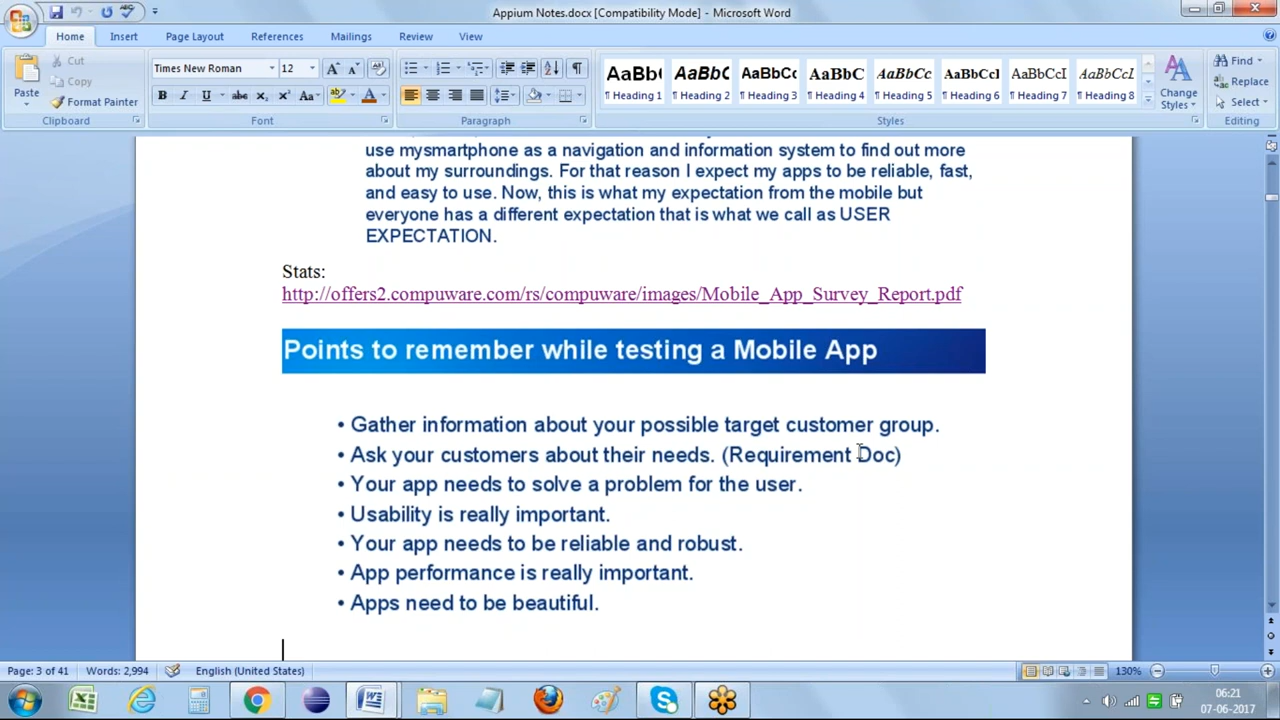 Appium Notes.docx [Compatibility Mode] - Microsoft Word
Home Insert Page Layout References Mailings Review View
Paste
Cut
Copy
Format Painter
Clipboard
Times New Roman 12
Font
Paragraph
AaBb( AaBbC AaBbCc AaBbC AaBbCc AaBbCcI AaBbCcI AaBbCcI
¶ Heading 1 ¶ Heading 2 ¶ Heading 3 ¶ Heading 4 ¶ Heading 5 ¶ Heading 6 ¶ Heading 7 ¶ Heading 8
Styles
Change Styles
Find
Replace
Select
Editing
use mysmartphone as a navigation and information system to find out more
about my surroundings. For that reason I expect my apps to be reliable, fast,
and easy to use. Now, this is what my expectation from the mobile but
everyone has a different expectation that is what we call as USER
EXPECTATION.
Stats:
http://offers2.compuware.com/rs/compuware/images/Mobile_App_Survey_Report.pdf
Points to remember while testing a Mobile App
• Gather information about your possible target customer group.
• Ask your customers about their needs. (Requirement Doc)
• Your app needs to solve a problem for the user.
• Usability is really important.
• Your app needs to be reliable and robust.
• App performance is really important.
• Apps need to be beautiful.
Page: 3 of 41 Words: 2,994 English (United States) 130%
06:21
07-06-2017